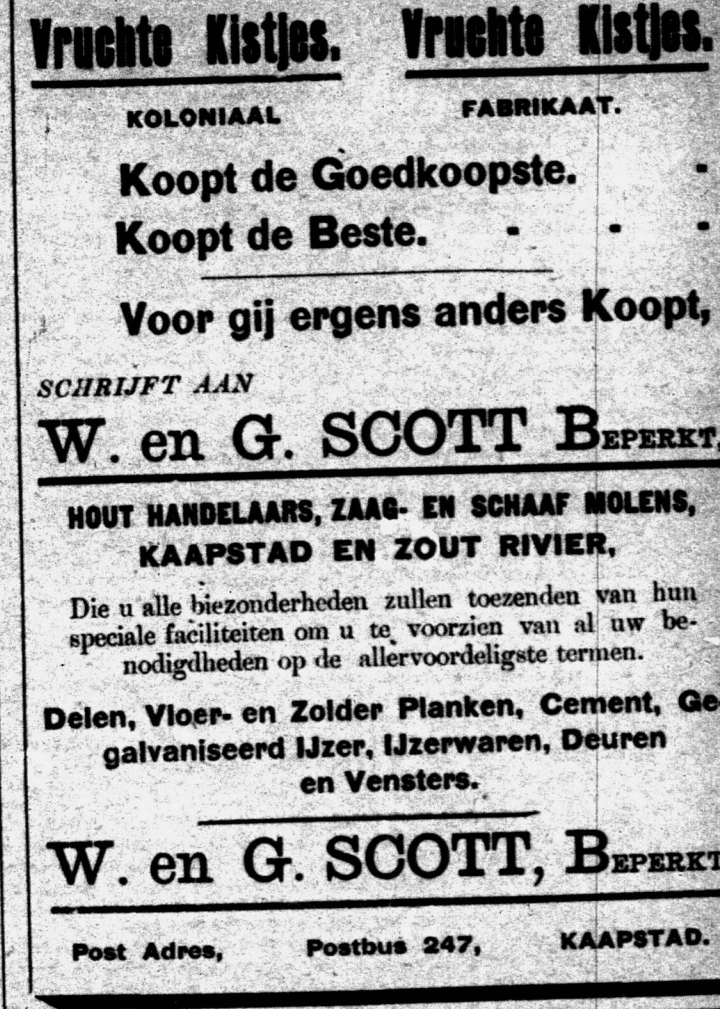 Vruchte Kistjes. Vruchte Kistjes.
KOLONIAAL FABRIKAAT.
Koopt de Goedkoopste. -
Koopt de Beste. - - -
Voor gij ergens anders Koopt,
SCHRIJFT AAN
W. en G. SCOTT BEPERKT,
HOUT HANDELAARS, ZAAG- EN SCHAAF MOLENS,
KAAPSTAD EN ZOUT RIVIER,
Die u alle biezonderheden zullen toezenden van hun
speciale faciliteiten om u te voorzien van al uw be-
nodigdheden op de allervoordeligste termen.
Delen, Vloer- en Zolder Planken, Cement, Ge-
galvaniseerd IJzer, IJzerwaren, Deuren
en Vensters.
W. en G. SCOTT, BEPERKT
Post Adres, Postbus 247, KAAPSTAD.